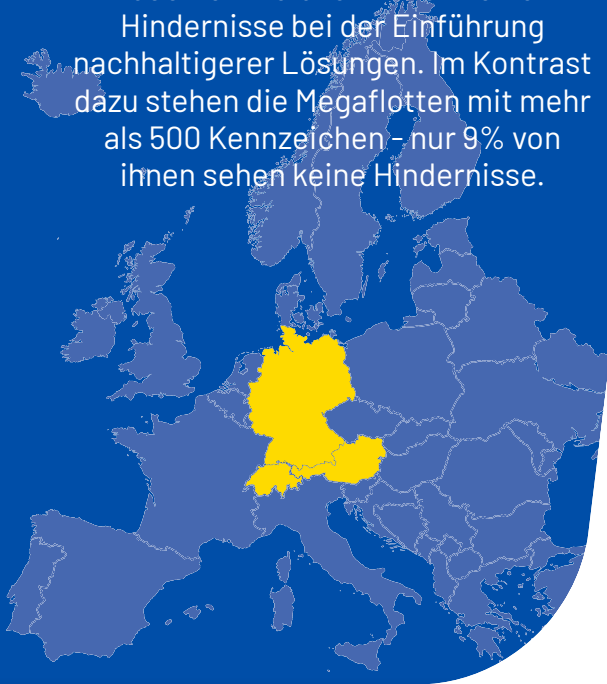 Hindernisse bei der Einführung
nachhaltigerer Lösungen. Im Kontrast
dazu stehen die Megaflotten mit mehr
als 500 Kennzeichen - nur 9% von
ihnen sehen keine Hindernisse.